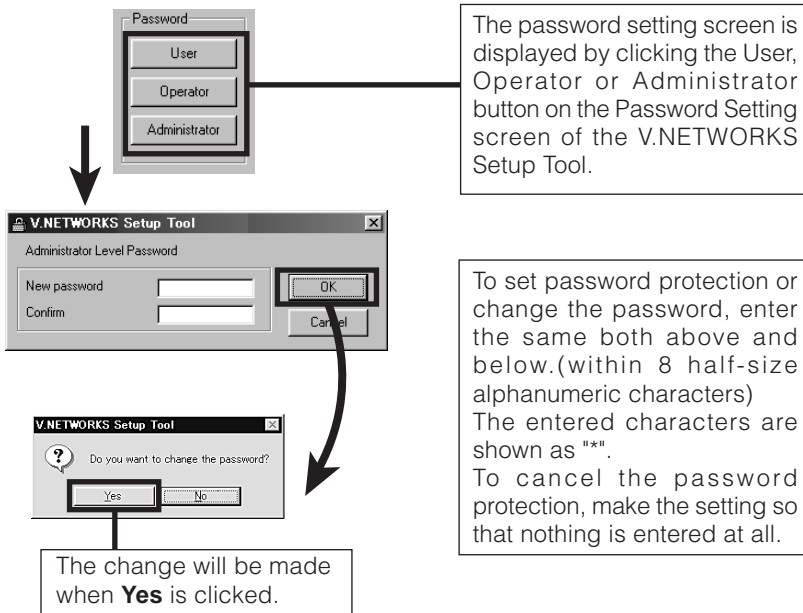 Password
User
Operator
Administrator
The password setting screen is
displayed by clicking the User,
Operator or Administrator
button on the Password Setting
screen of the V.NETWORKS
Setup Tool.
V.NETWORKS Setup Tool
Administrator Level Password
New password
OK
Confirm
Cancel
To set password protection or
change the password, enter
the same both above and
below.(within 8 half-size
alphanumeric characters)
The entered characters are
shown as "*".
To cancel the password
protection, make the setting so
that nothing is entered at all.
V.NETWORKS Setup Tool
Do you want to change the password?
Yes
No
The change will be made
when Yes is clicked.